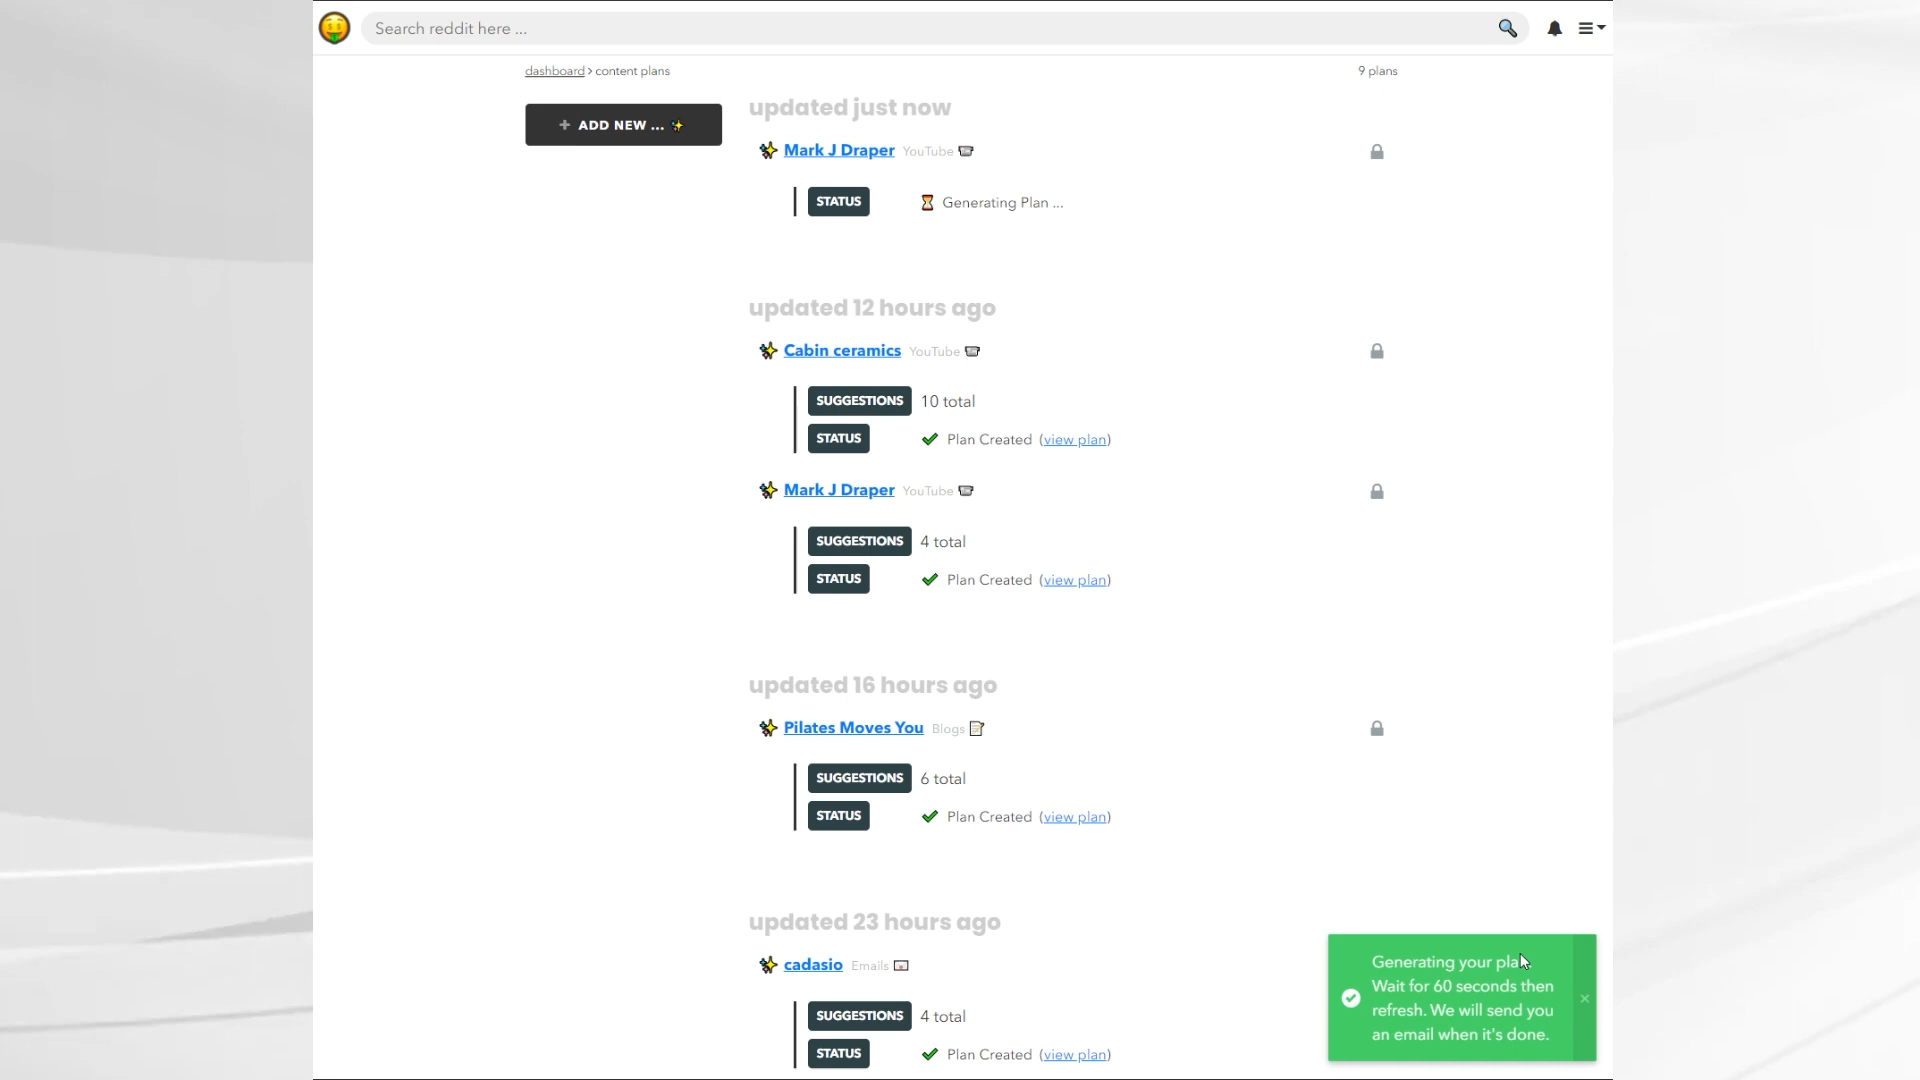 Search reddit here ...
dashboard > content plans
9 plans
+ ADD NEW ...
updated just now
Mark J Draper YouTube
STATUS Generating Plan ...
updated 12 hours ago
Cabin ceramics YouTube
SUGGESTIONS 10 total
STATUS Plan Created (view plan)
Mark J Draper YouTube
SUGGESTIONS 4 total
STATUS Plan Created (view plan)
updated 16 hours ago
Pilates Moves You Blogs
SUGGESTIONS 6 total
STATUS Plan Created (view plan)
updated 23 hours ago
cadasio Emails
SUGGESTIONS 4 total
STATUS Plan Created (view plan)
Generating your
Wait for 60 seconds then
refresh. We will send you
an email when it's done.